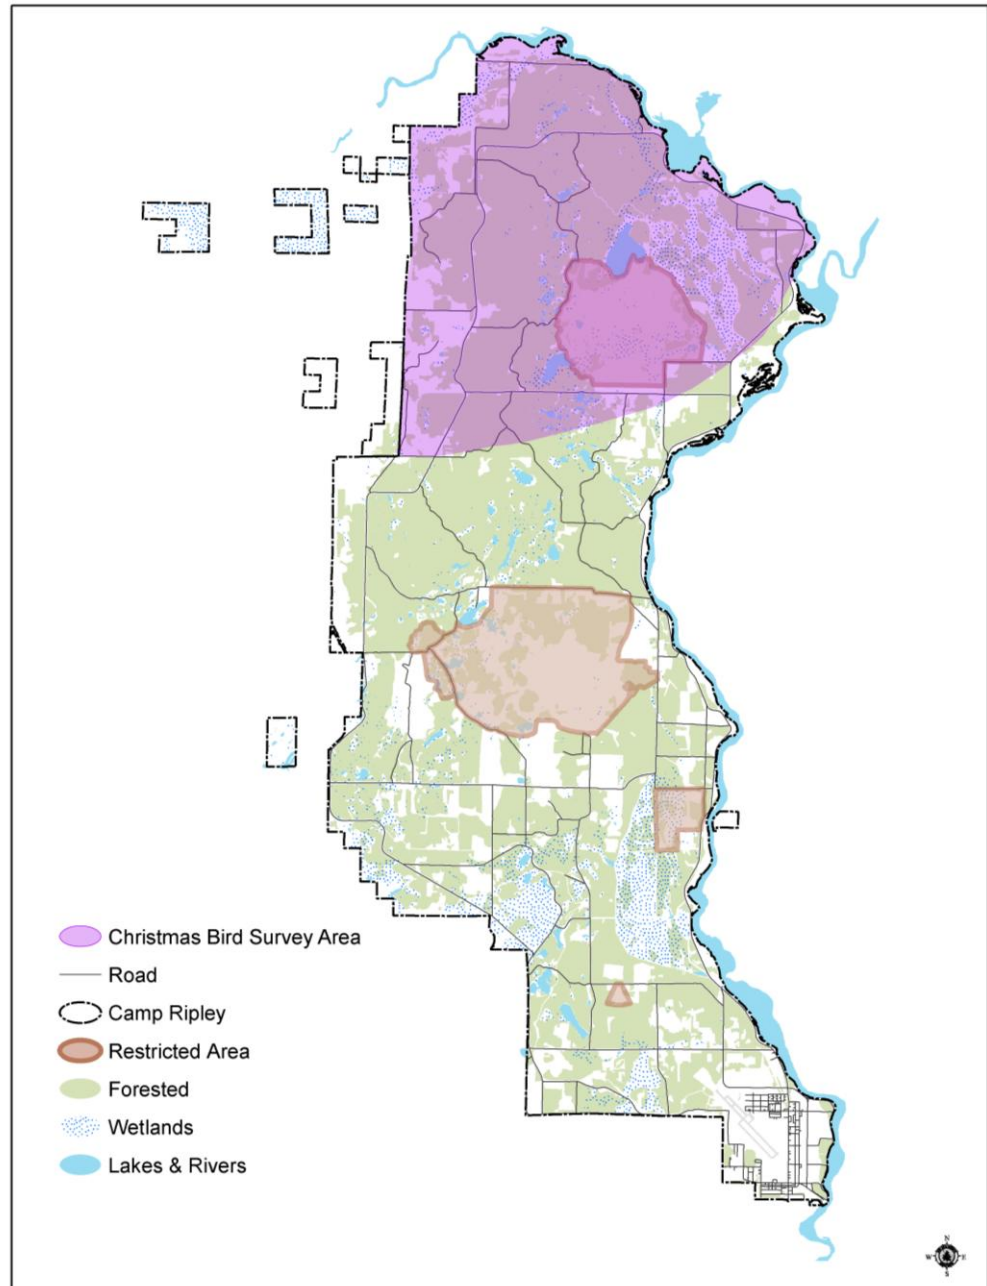 Christmas Bird Survey Area
Road
Camp Ripley
Restricted Area
Forested
Wetlands
Lakes & Rivers
N
W E
S